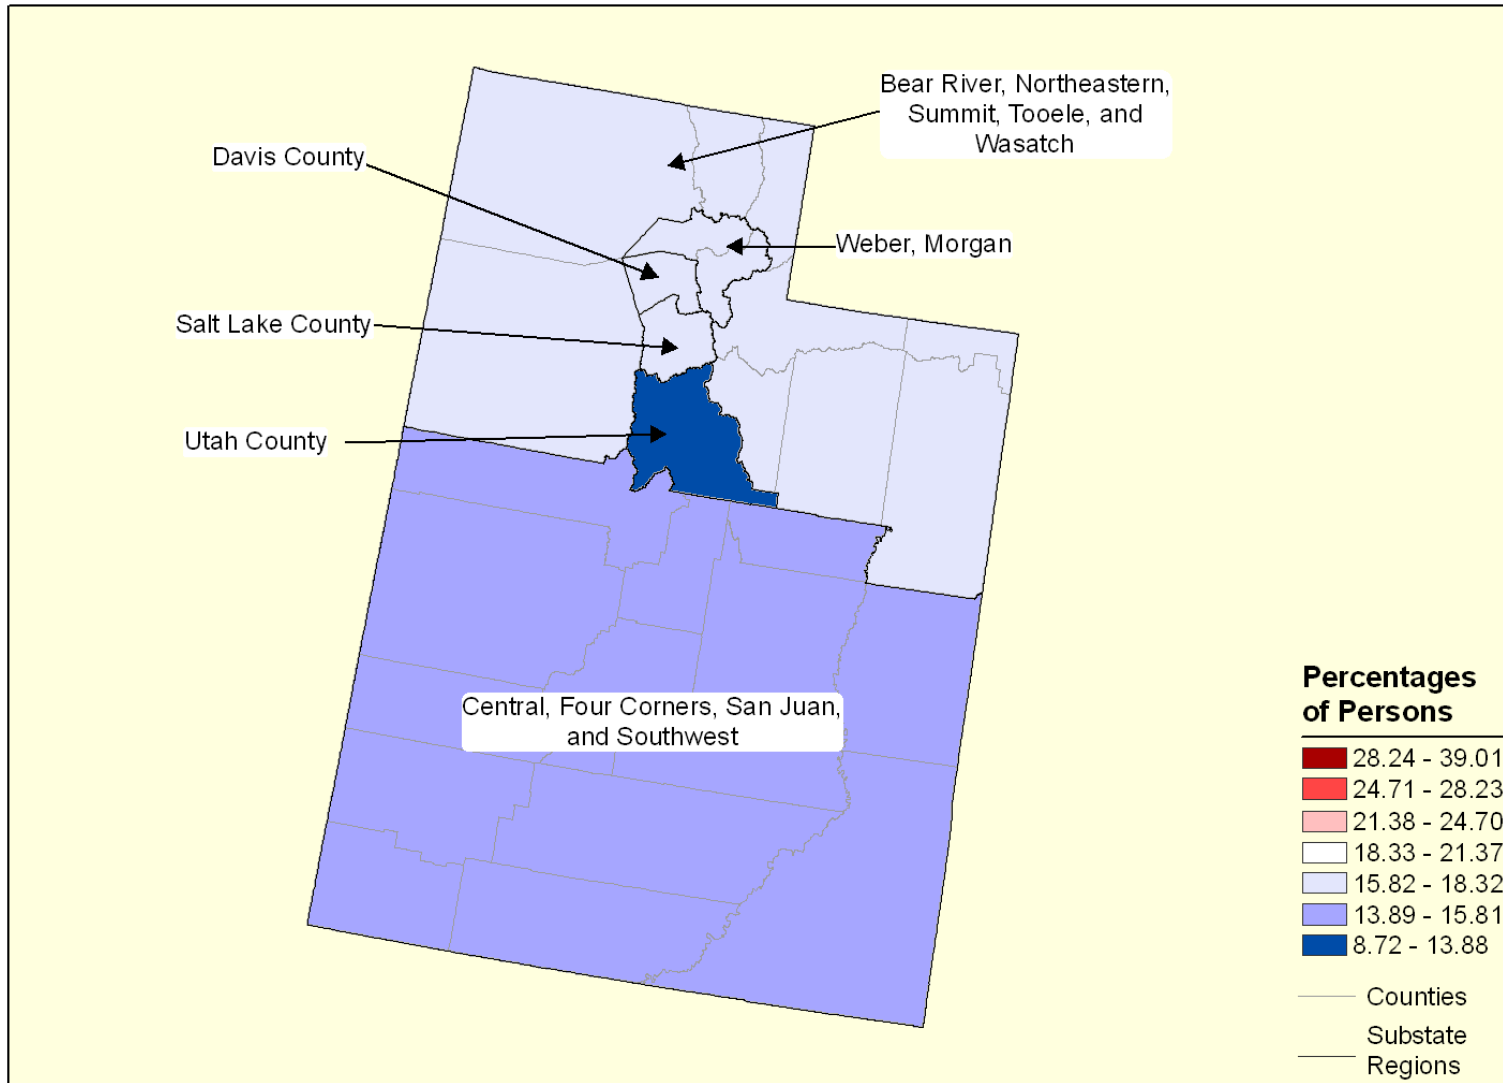 Bear River, Northeastern,
Summit, Tooele, and
Wasatch
Davis County
Weber, Morgan
Salt Lake County
Utah County
Central, Four Corners, San Juan,
and Southwest
Percentages
of Persons
28.24 - 39.01
24.71 - 28.23
21.38 - 24.70
18.33 - 21.37
15.82 - 18.32
13.89 - 15.81
8.72 - 13.88
Counties
Substate
Regions